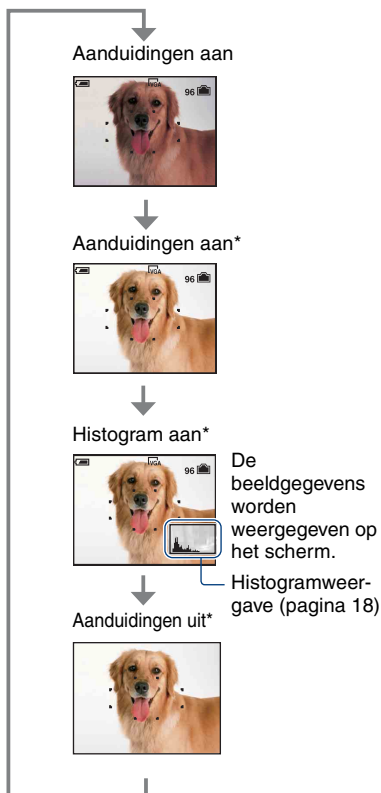 Aanduidingen aan
VGA
96
Aanduidingen aan*
VGA
96
Histogram aan*
VGA
96
De
beeldgegevens
worden
weergegeven op
het scherm.
Histogramweer-
gave (pagina 18)
Aanduidingen uit*